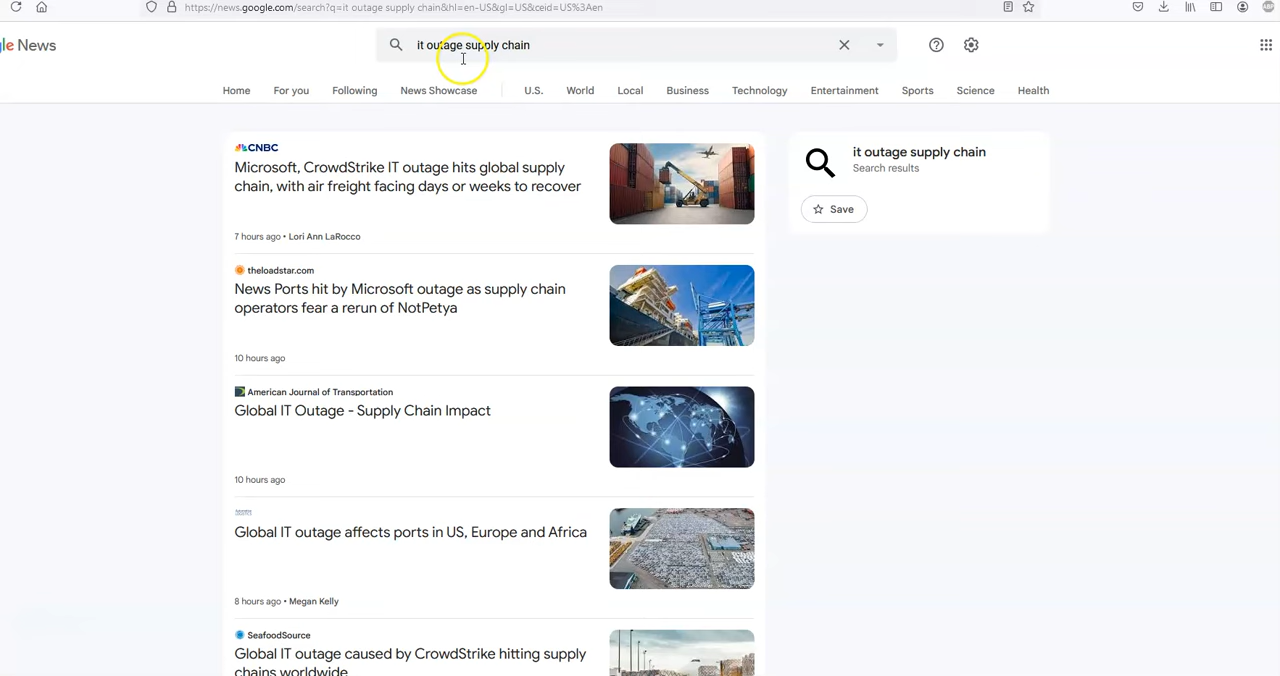 https://news.google.com/search?q=it outage supply chain&hl=en-US&gl=US&ceid=US%3Aen
le News
it outage supply chain
Home For you Following News Showcase U.S. World Local Business Technology Entertainment Sports Science Health
CNBC
Microsoft, CrowdStrike IT outage hits global supply
chain, with air freight facing days or weeks to recover
7 hours ago • Lori Ann LaRocco
it outage supply chain
Search results
Save
theloadstar.com
News Ports hit by Microsoft outage as supply chain
operators fear a rerun of NotPetya
10 hours ago
American Journal of Transportation
Global IT Outage - Supply Chain Impact
10 hours ago
Global IT outage affects ports in US, Europe and Africa
8 hours ago • Megan Kelly
SeafoodSource
Global IT outage caused by CrowdStrike hitting supply
chains worldwide